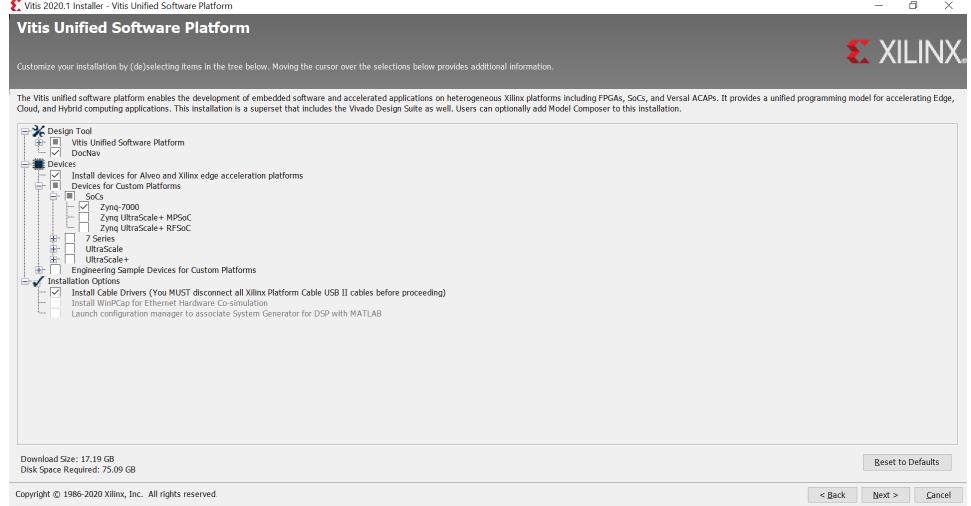 Vitis 2020.1 Installer - Vitis Unified Software Platform
Vitis Unified Software Platform
XILINX
Customize your installation by (de)selecting items in the tree below. Moving the cursor over the selections below provides additional information.
The Vitis unified software platform enables the development of embedded software and accelerated applications on heterogeneous Xilinx platforms including FPGAs, SoCs, and Versal ACAPs. It provides a unified programming model for accelerating Edge,
Cloud, and Hybrid computing applications. This installation is a superset that includes the Vivado Design Suite as well. Users can optionally add Model Composer to this installation.
Design Tool
Vitis Unified Software Platform
DocNav
Devices
Install devices for Alveo and Xilinx edge acceleration platforms
Devices for Custom Platforms
SoCs
Zynq-7000
Zynq UltraScale+ MPSoC
Zynq UltraScale+ RFSoC
7 Series
UltraScale
UltraScale+
Engineering Sample Devices for Custom Platforms
Installation Options
Install Cable Drivers (You MUST disconnect all Xilinx Platform Cable USB II cables before proceeding)
Install WinPCap for Ethernet Hardware Co-simulation
Launch configuration manager to associate System Generator for DSP with MATLAB
Download Size: 17.19 GB
Disk Space Required: 75.09 GB
Reset to Defaults
Copyright © 1986-2020 Xilinx, Inc. All rights reserved.
< Back
Next >
Cancel